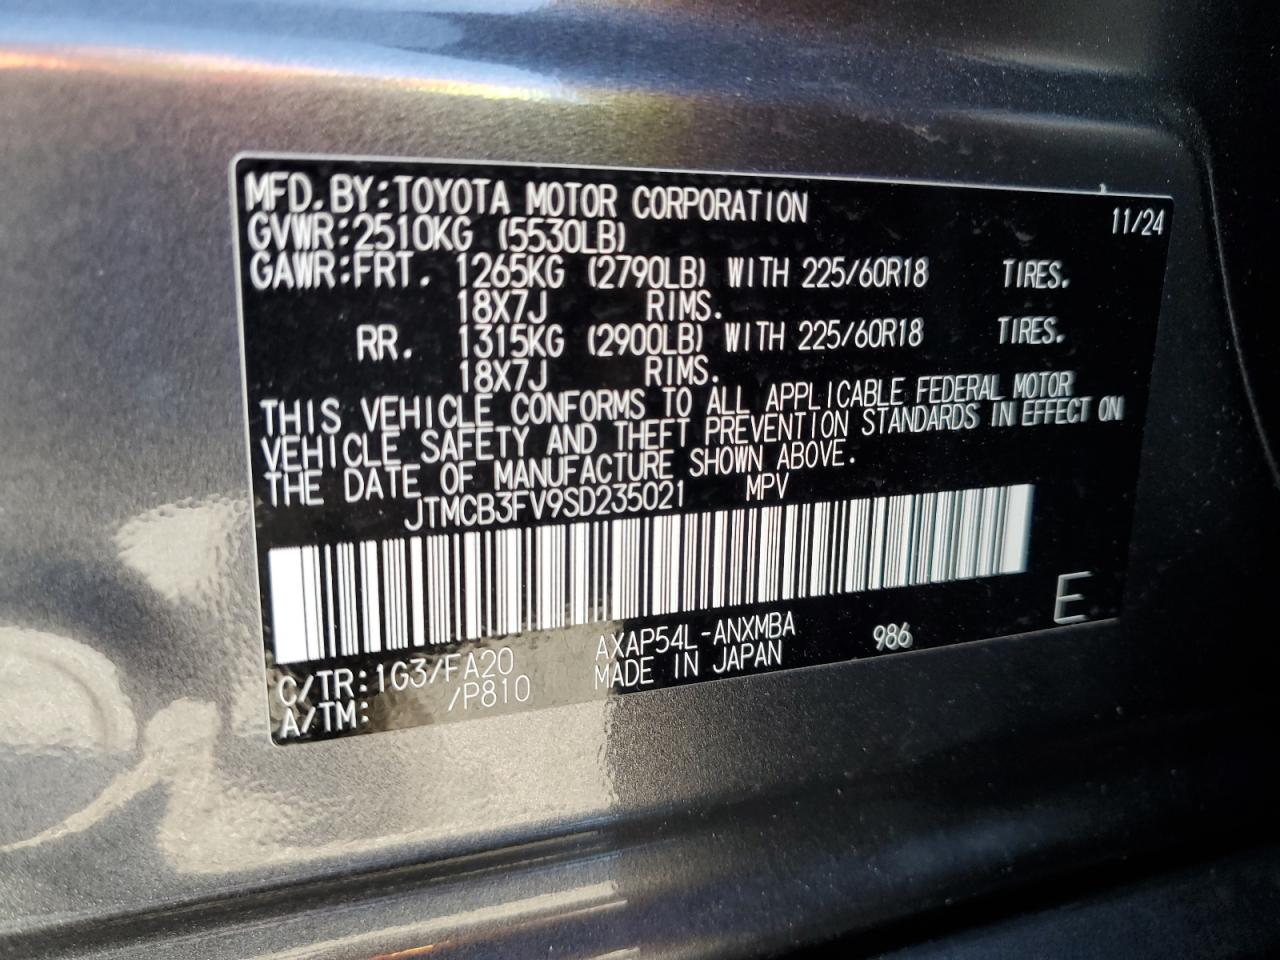 MFD.BY:TOYOTA MOTOR CORPORATION 11/24
GVWR:2510KG (5530LB)
GAWR:FRT. 1265KG (2790LB) WITH 225/60R18 TIRES.
18X7J RIMS.
RR. 1315KG (2900LB) WITH 225/60R18 TIRES.
18X7J RIMS.
THIS VEHICLE CONFORMS TO ALL APPLICABLE FEDERAL MOTOR
VEHICLE SAFETY AND THEFT PREVENTION STANDARDS IN EFFECT ON
THE DATE OF MANUFACTURE SHOWN ABOVE.
JTMCB3FV9SD235021 MPV
E
C/TR:1G3/FA20 AXAP54L-ANXMBA 986
A/TM: /P810 MADE IN JAPAN